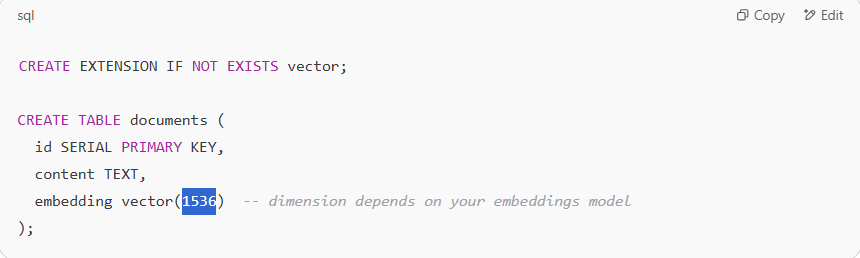 sql
Copy
Edit
CREATE EXTENSION IF NOT EXISTS vector;
CREATE TABLE documents (
id SERIAL PRIMARY KEY,
content TEXT,
embedding vector(1536) -- dimension depends on your embeddings model
);